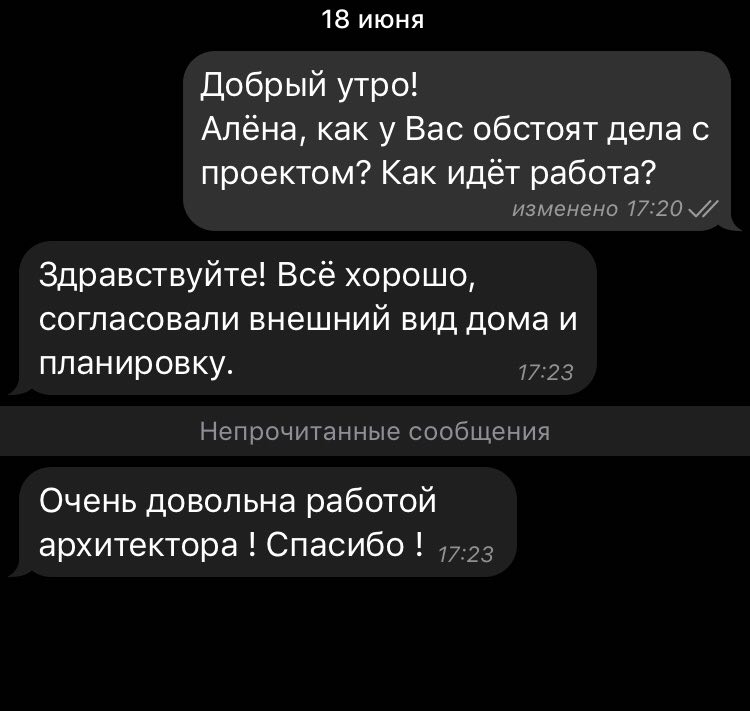 18 июня
Добрый утро!
Алёна, как у Вас обстоят дела с
проектом? Как идёт работа?
изменено 17:20
Здравствуйте! Всё хорошо,
согласовали внешний вид дома и
планировку.
17:23
Непрочитанные сообщения
Очень довольна работой
архитектора ! Спасибо !
17:23